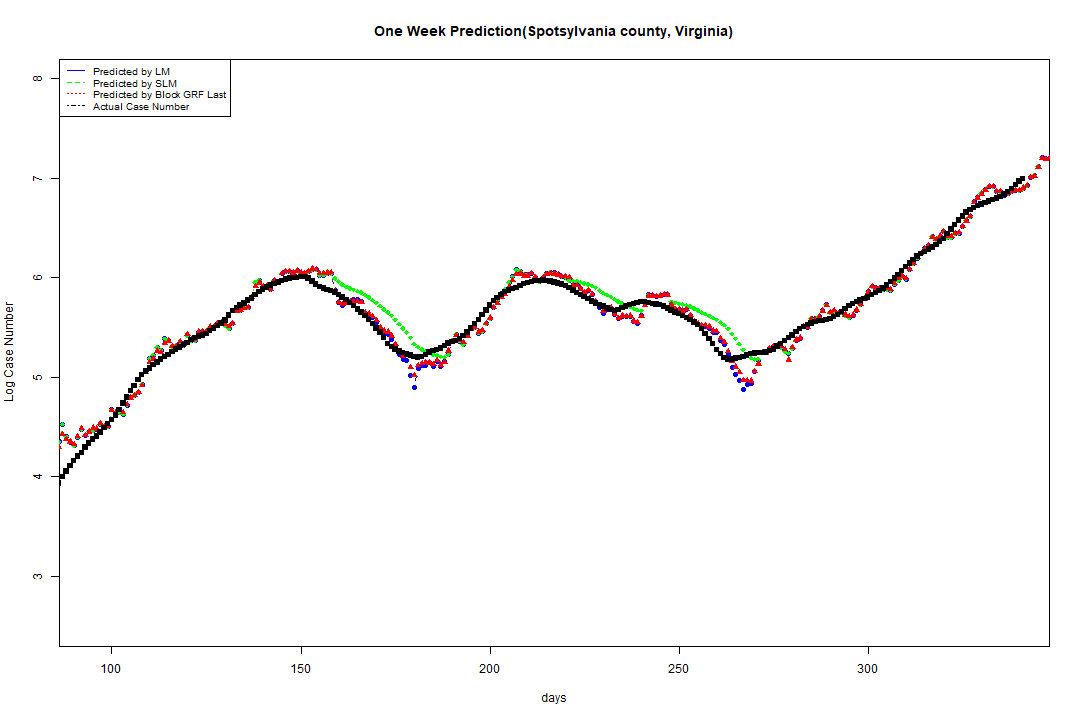 One Week Prediction(Spotsylvania county, Virginia)
Predicted by LM
Predicted by SLM
Predicted by Block GRF Last
Actual Case Number
8
7
6
5
4
3
Log Case Number
100 150 200 250 300
days